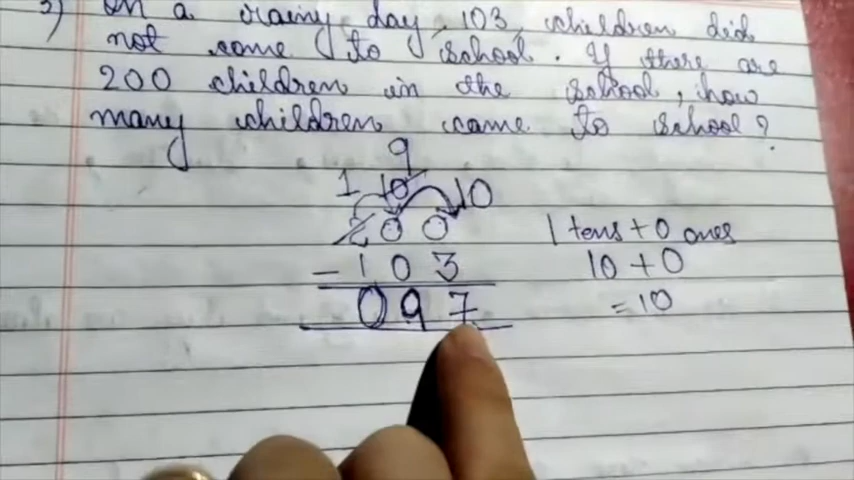 3) On a rainy day, 103, children did
not come to school. If there are
200 children in the school, how
many children came to school?
9
1 10 10
2 0 0
- 1 0 3
0 9 7
1 tens + 0 ones
10 + 0
= 10